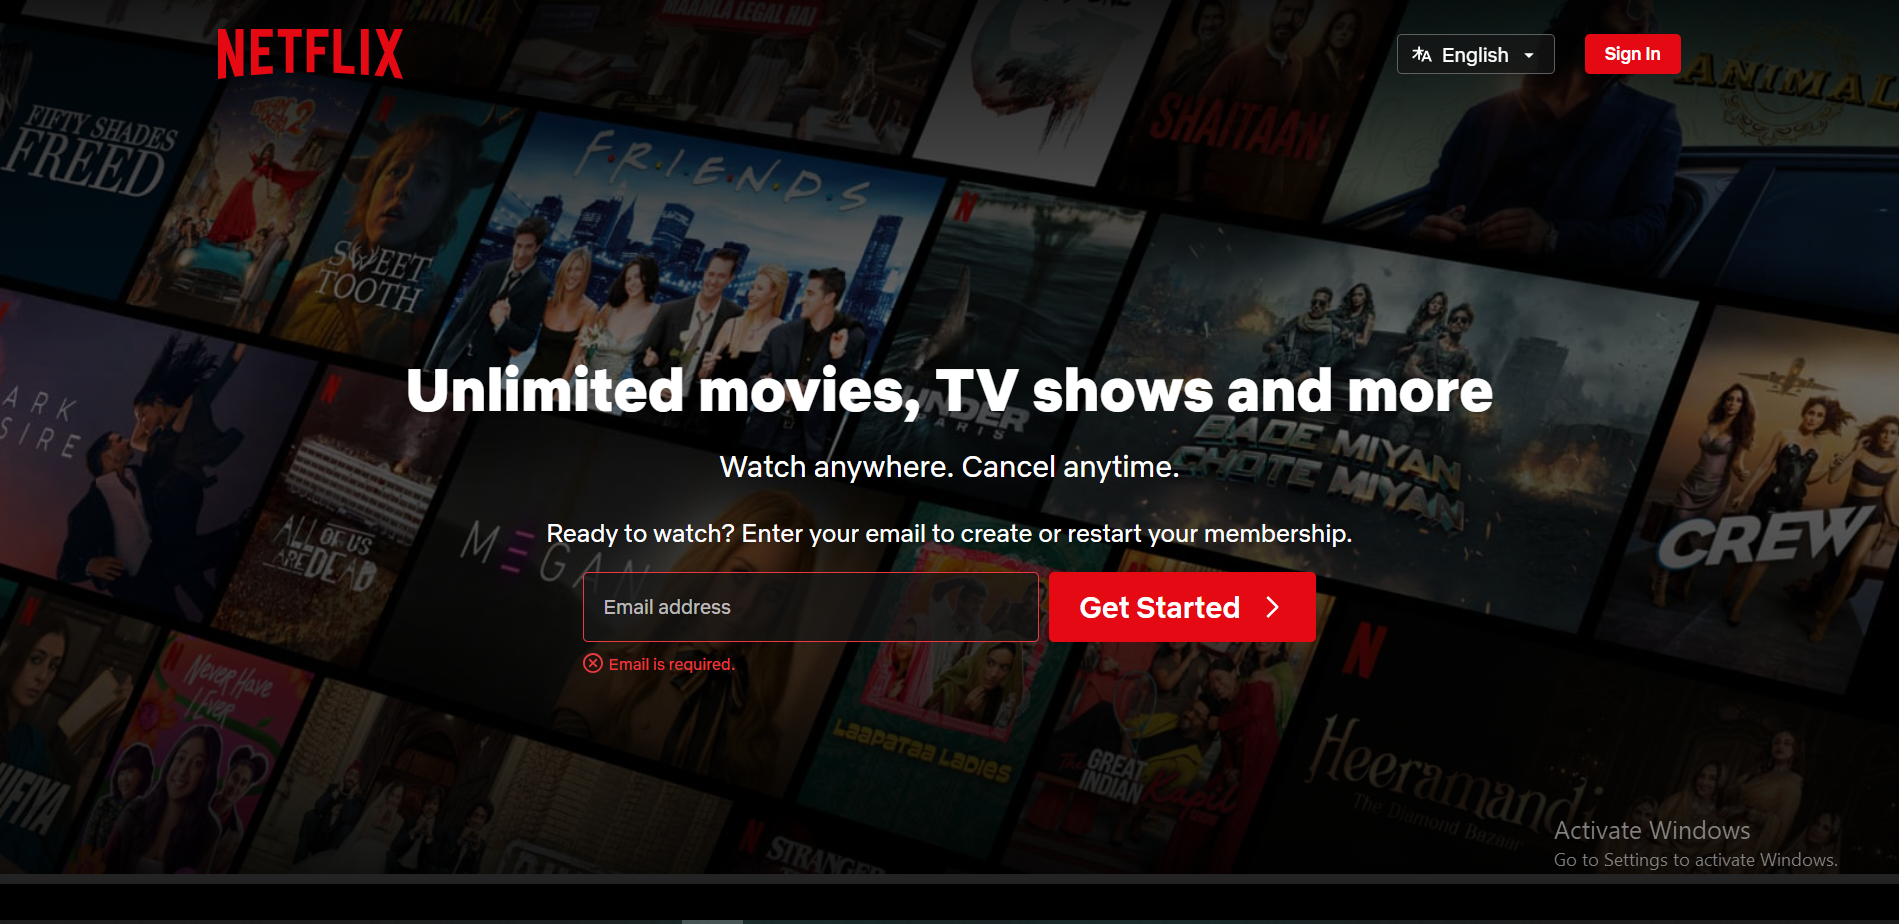 MAAMLA LEGAL HAI
NETFLIX
English
Sign In
ANIMAL
FIFTY SHADES
FREED
SHAITAAN
FRIENDS
SWEET
TOOTH
Unlimited movies, TV shows and more
UNDER
PARIS
BADE MIYAN
CHOTE MIYAN
Watch anywhere. Cancel anytime.
CREW
ALL OF US
ARE DEAD
MEGAN
Ready to watch? Enter your email to create or restart your membership.
Email address
Get Started
Email is required.
Never Have
I Ever
Laapataa Ladies
The GREAT
INDIAN Kapil
Heeramandi
The Diamond Bazaar
STRANGER
Activate Windows
Go to Settings to activate Windows.